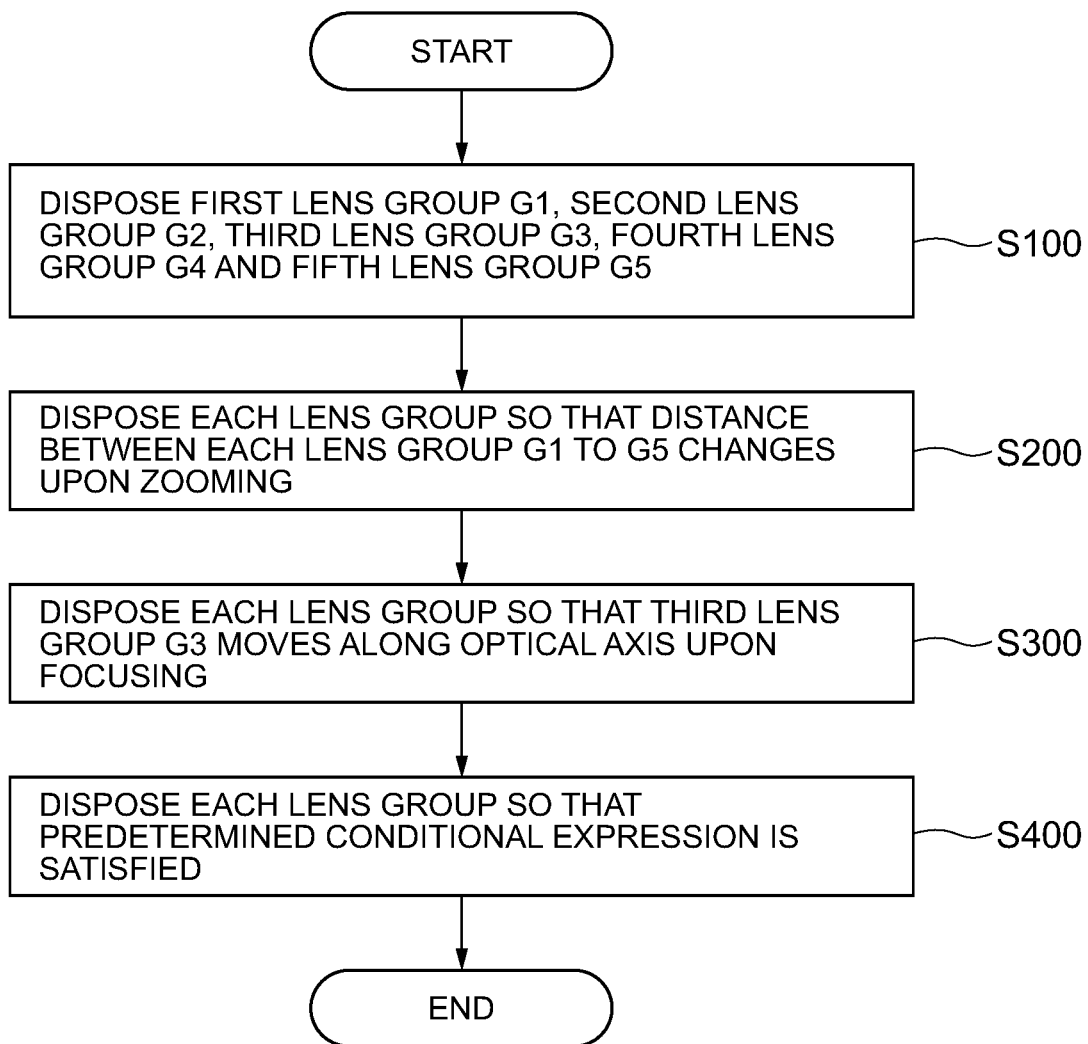 START
DISPOSE FIRST LENS GROUP G1, SECOND LENS
GROUP G2, THIRD LENS GROUP G3, FOURTH LENS
GROUP G4 AND FIFTH LENS GROUP G5
S100
DISPOSE EACH LENS GROUP SO THAT DISTANCE
BETWEEN EACH LENS GROUP G1 TO G5 CHANGES
UPON ZOOMING
S200
DISPOSE EACH LENS GROUP SO THAT THIRD LENS
GROUP G3 MOVES ALONG OPTICAL AXIS UPON
FOCUSING
S300
DISPOSE EACH LENS GROUP SO THAT
PREDETERMINED CONDITIONAL EXPRESSION IS
SATISFIED
S400
END